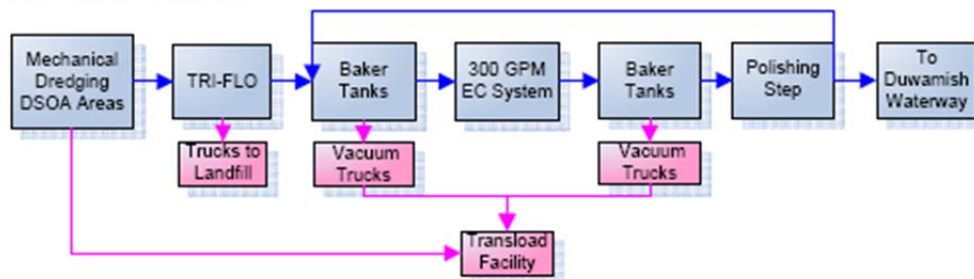 Mechanical
Dredging
DSOA Areas
TRI-FLO
Baker
Tanks
300 GPM
EC System
Baker
Tanks
Polishing
Step
To
Duwamish
Waterway
Trucks to
Landfill
Vacuum
Trucks
Vacuum
Trucks
Transload
Facility